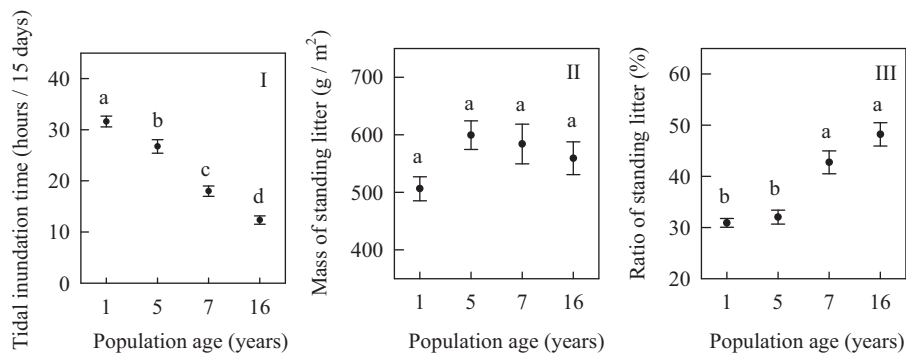 Tidal inundation time (hours / 15 days)
40
30
20
10
0
I
a
b
c
d
1 5 7 16
Population age (years)
Mass of standing litter (g / m²)
700
600
500
400
II
a
a
a
a
1 5 7 16
Population age (years)
Ratio of standing litter (%)
60
50
40
30
20
III
b
b
a
a
1 5 7 16
Population age (years)